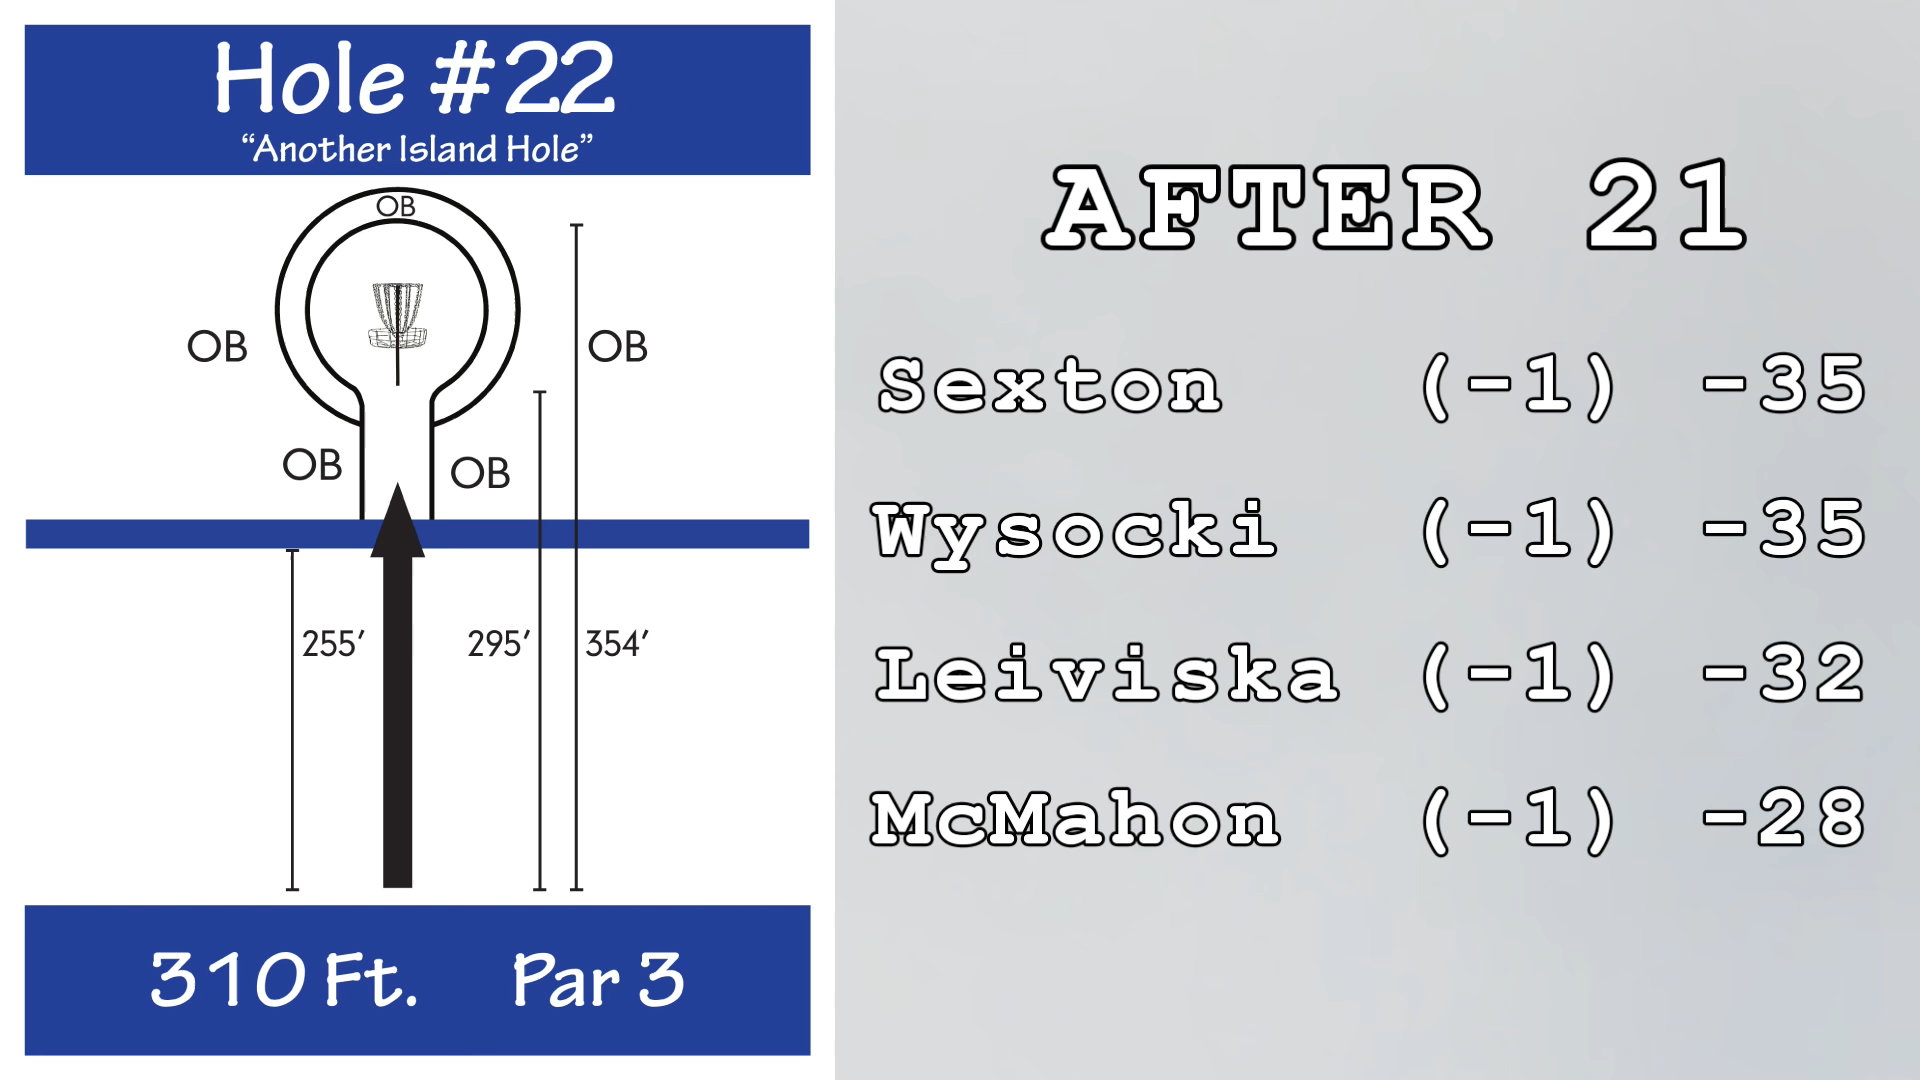 Hole #22
“Another Island Hole”
OB
OB
OB
OB
OB
255′
295′
354′
310 Ft. Par 3
AFTER 21
Sexton (-1) -35
Wysocki (-1) -35
Leiviska (-1) -32
McMahon (-1) -28